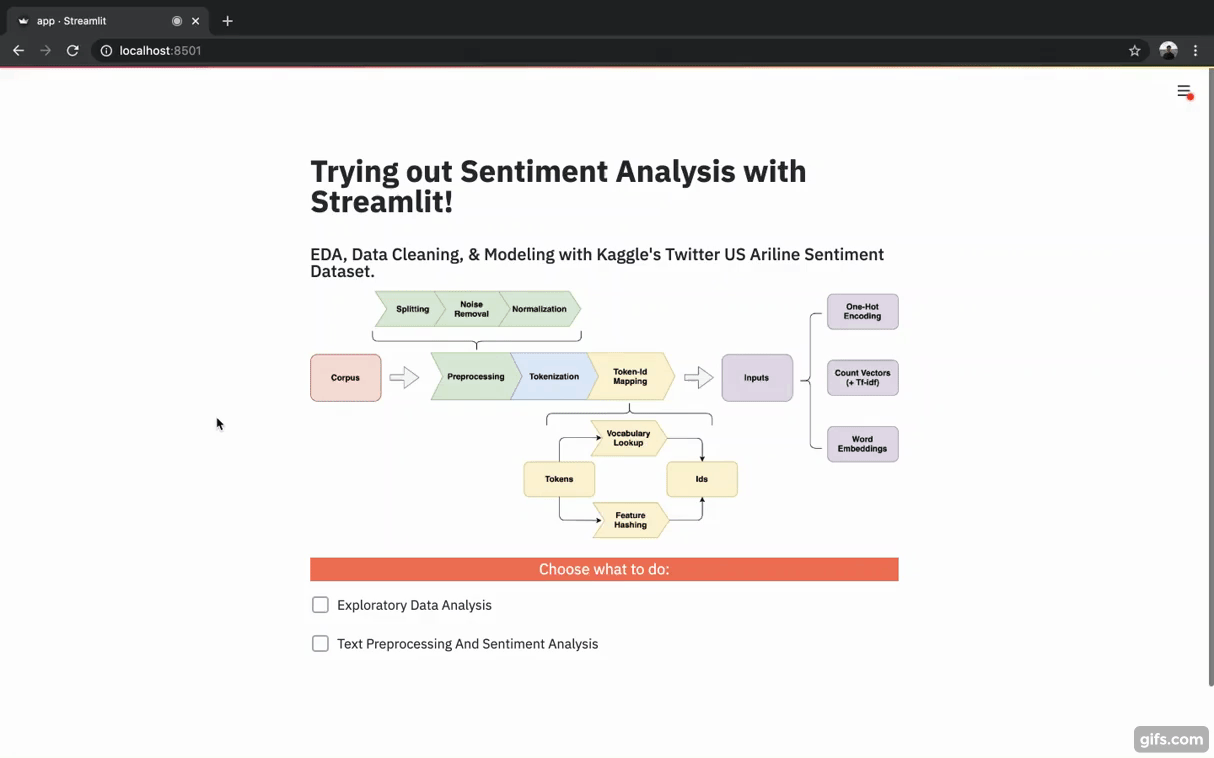 app · Streamlit
localhost:8501
Trying out Sentiment Analysis with
Streamlit!
EDA, Data Cleaning, & Modeling with Kaggle's Twitter US Ariline Sentiment
Dataset.
Splitting
Noise
Removal
Normalization
One-Hot
Encoding
Corpus
Preprocessing
Tokenization
Token-Id
Mapping
Inputs
Count Vectors
(+ Tf-idf)
Vocabulary
Lookup
Word
Embeddings
Tokens
Ids
Feature
Hashing
Choose what to do:
Exploratory Data Analysis
Text Preprocessing And Sentiment Analysis
gifs.com